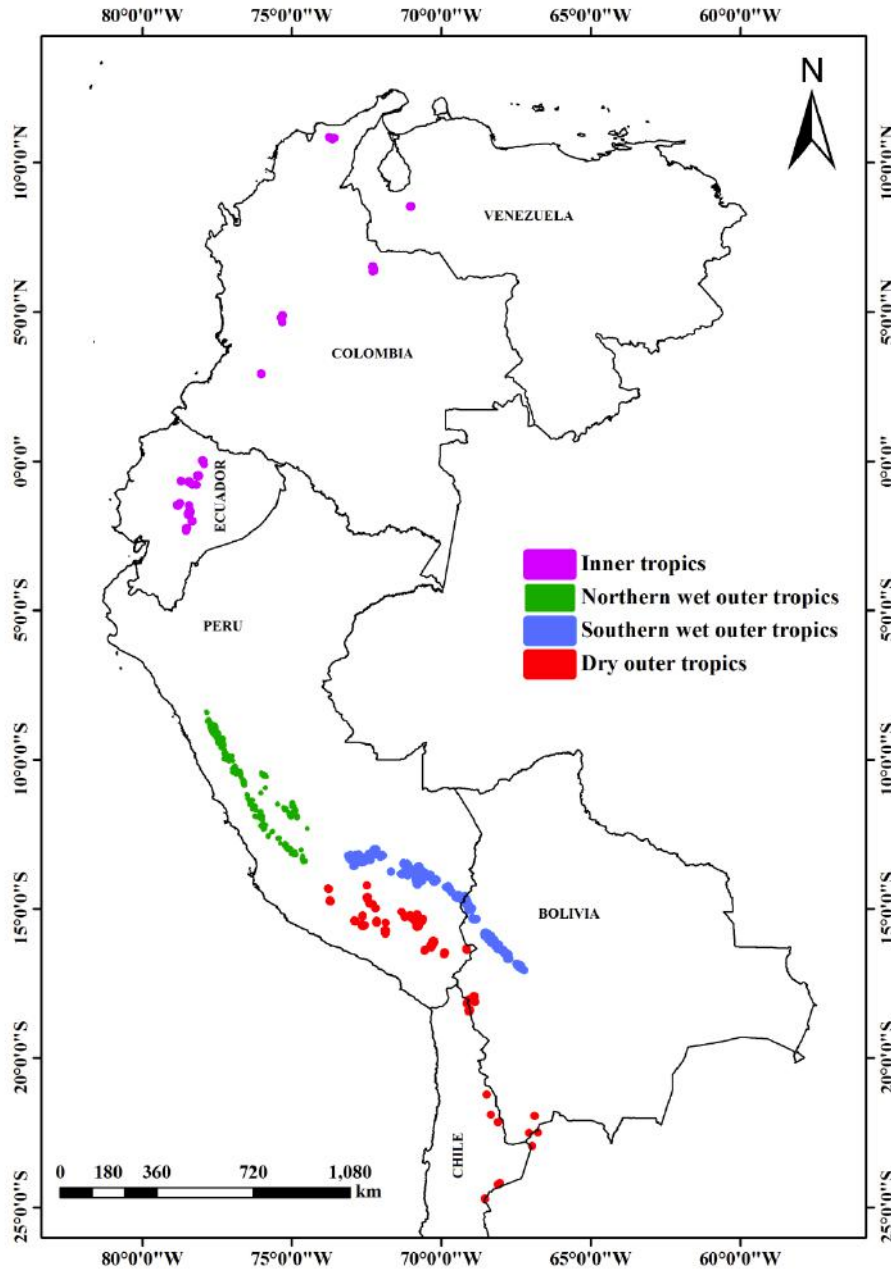 80°0'0"W 75°0'0"W 70°0'0"W 65°0'0"W 60°0'0"W
N
10°0'0"N 10°0'0"N
VENEZUELA
5°0'0"N 5°0'0"N
COLOMBIA
0°0'0" 0°0'0"
ECUADOR
Inner tropics
Northern wet outer tropics
5°0'0"S 5°0'0"S
PERU
Southern wet outer tropics
Dry outer tropics
10°0'0"S 10°0'0"S
15°0'0"S 15°0'0"S
BOLIVIA
20°0'0"S 20°0'0"S
CHILE
0 180 360 720 1,080
km
25°0'0"S 25°0'0"S
80°0'0"W 75°0'0"W 70°0'0"W 65°0'0"W 60°0'0"W